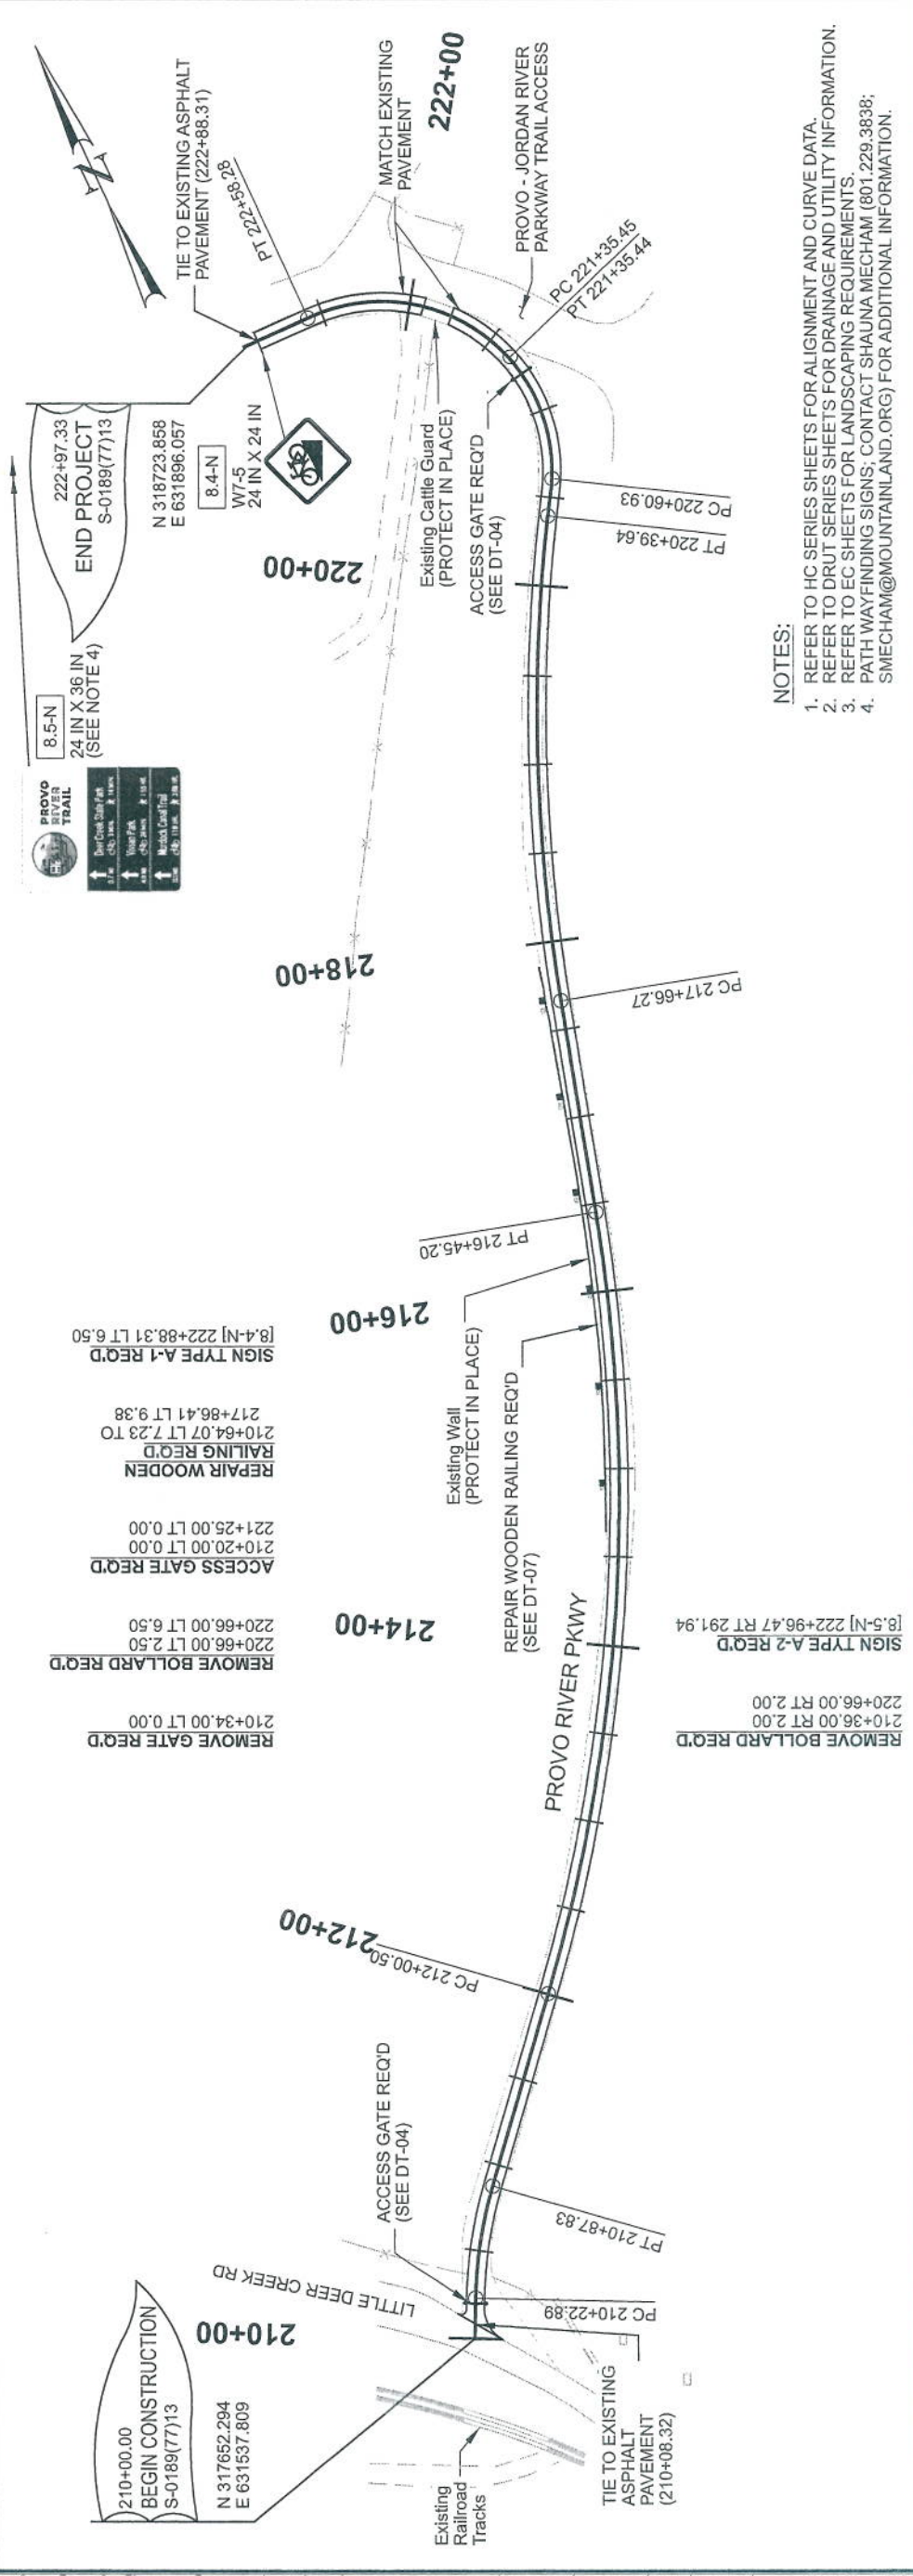 210+00.00
BEGIN CONSTRUCTION
S-0189(77)13
N 317652.294
E 631537.809
210+00
LITTLE DEER CREEK RD
Existing
Railroad
Tracks
TIE TO EXISTING
ASPHALT
PAVEMENT
(210+08.32)
PC 210+22.89
ACCESS GATE REQ'D
(SEE DT-04)
PT 210+87.83
212+00
PC 212+00.50
PROVO RIVER PKWY
214+00
REMOVE GATE REQ'D
210+34.00 LT 0.00
REMOVE BOLLARD REQ'D
220+66.00 LT 2.50
220+66.00 LT 6.50
ACCESS GATE REQ'D
210+20.00 LT 0.00
221+25.00 LT 0.00
REPAIR WOODEN
RAILING REQ'D
210+64.07 LT 7.23 TO
217+86.41 LT 9.38
SIGN TYPE A-1 REQ'D
[8.4-N] 222+88.31 LT 6.50
REMOVE BOLLARD REQ'D
210+36.00 RT 2.00
220+66.00 RT 2.00
SIGN TYPE A-2 REQ'D
[8.5-N] 222+96.47 RT 291.94
REPAIR WOODEN RAILING REQ'D
(SEE DT-07)
Existing Wall
(PROTECT IN PLACE)
216+00
PT 216+45.20
PC 217+66.27
218+00
220+00
PT 220+39.64
PC 220+60.93
ACCESS GATE REQ'D
(SEE DT-04)
Existing Cattle Guard
(PROTECT IN PLACE)
PC 221+35.45
PT 221+35.44
PROVO - JORDAN RIVER
PARKWAY TRAIL ACCESS
MATCH EXISTING
PAVEMENT
222+00
PT 222+58.28
TIE TO EXISTING ASPHALT
PAVEMENT (222+88.31)
N
222+97.33
END PROJECT
S-0189(77)13
N 318723.858
E 631896.057
8.4-N
W7-5
24 IN X 24 IN
8.5-N
24 IN X 36 IN
(SEE NOTE 4)
PROVO
RIVER
TRAIL
Deer Creek State Park
Vivian Park
Murdock Canal Trail
NOTES:
1. REFER TO HC SERIES SHEETS FOR ALIGNMENT AND CURVE DATA.
2. REFER TO DRUT SERIES SHEETS FOR DRAINAGE AND UTILITY INFORMATION.
3. REFER TO EC SHEETS FOR LANDSCAPING REQUIREMENTS.
4. PATH WAYFINDING SIGNS; CONTACT SHAUNA MECHAM (801.229.3838;
SMECHAM@MOUNTAINLAND.ORG) FOR ADDITIONAL INFORMATION.